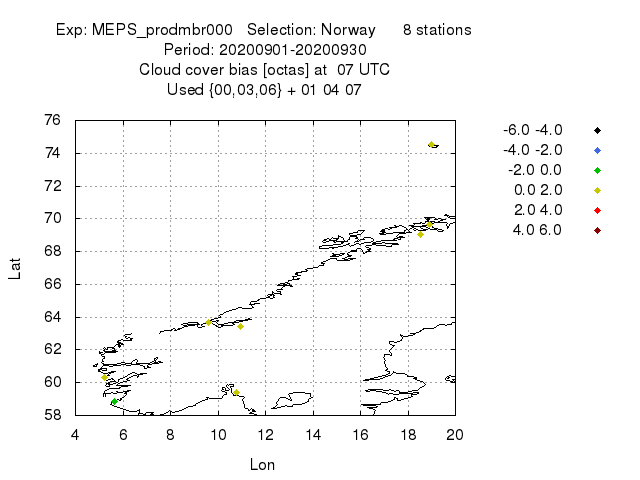 Exp: MEPS_prodmbr000 Selection: Norway 8 stations
Period: 20200901-20200930
Cloud cover bias [octas] at 07 UTC
Used {00,03,06} + 01 04 07
76
74
72
70
68
66
64
62
60
58
4 6 8 10 12 14 16 18 20
Lat
Lon
-6.0 -4.0
-4.0 -2.0
-2.0 0.0
0.0 2.0
2.0 4.0
4.0 6.0